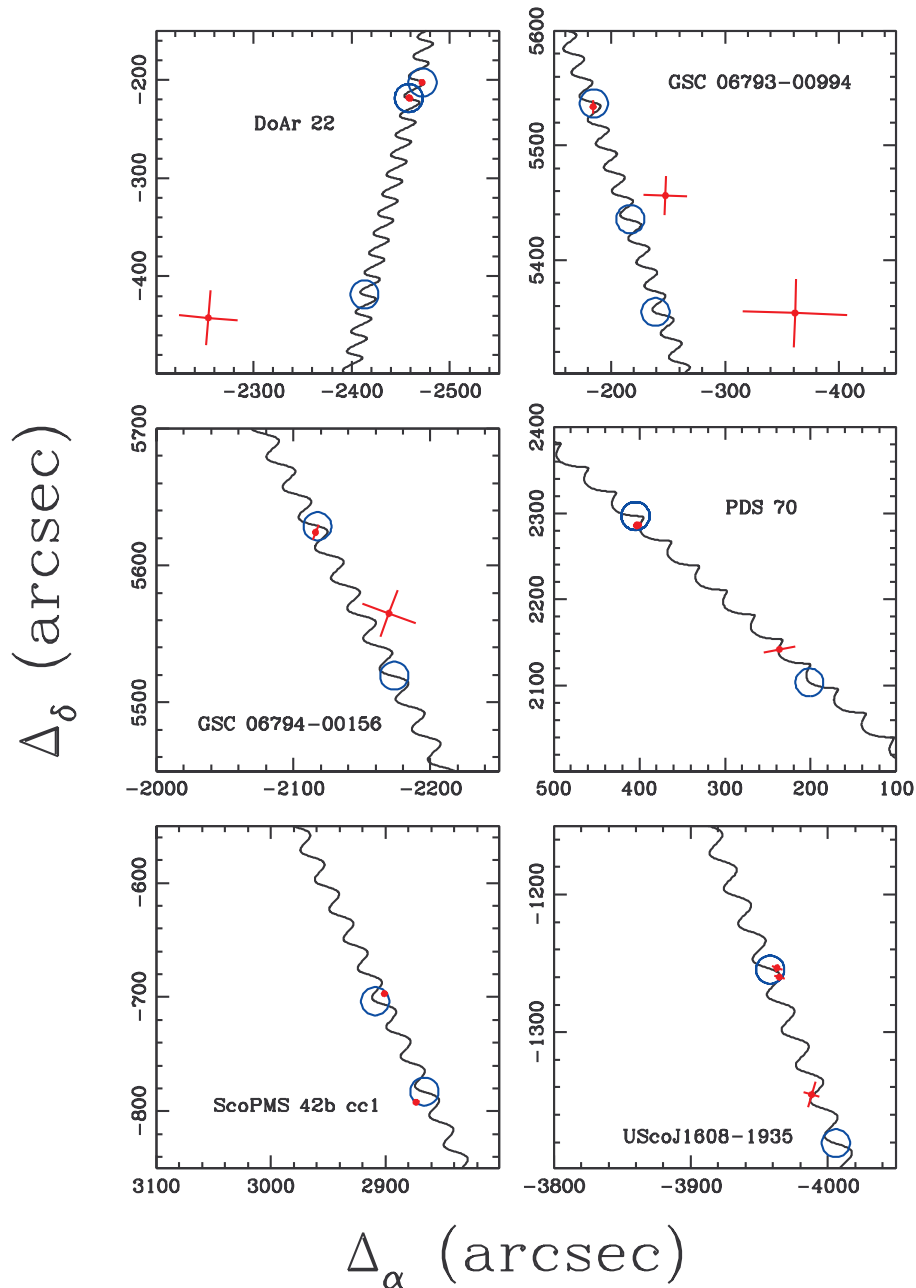 Δδ (arcsec)
-200
-300
-400
DoAr 22
-2300 -2400 -2500
5600
5500
5400
GSC 06793-00994
-200 -300 -400
5700
5600
5500
GSC 06794-00156
-2000 -2100 -2200
2400
2300
2200
2100
PDS 70
500 400 300 200 100
-600
-700
-800
ScoPMS 42b cc1
3100 3000 2900
-1200
-1300
UScoJ1608-1935
-3800 -3900 -4000
Δα (arcsec)